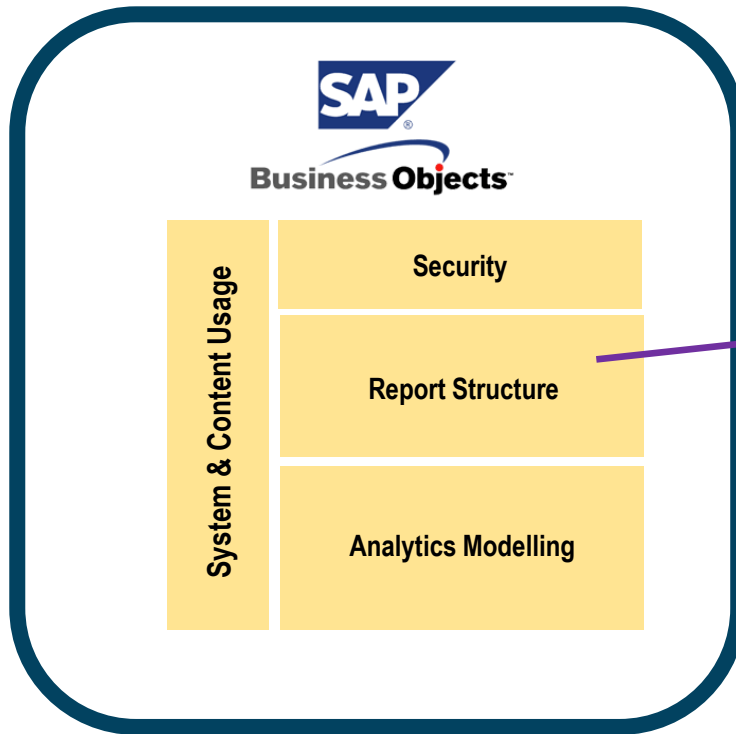 SAP
®
Business Objects™
System & Content Usage
Security
Report Structure
Analytics Modelling